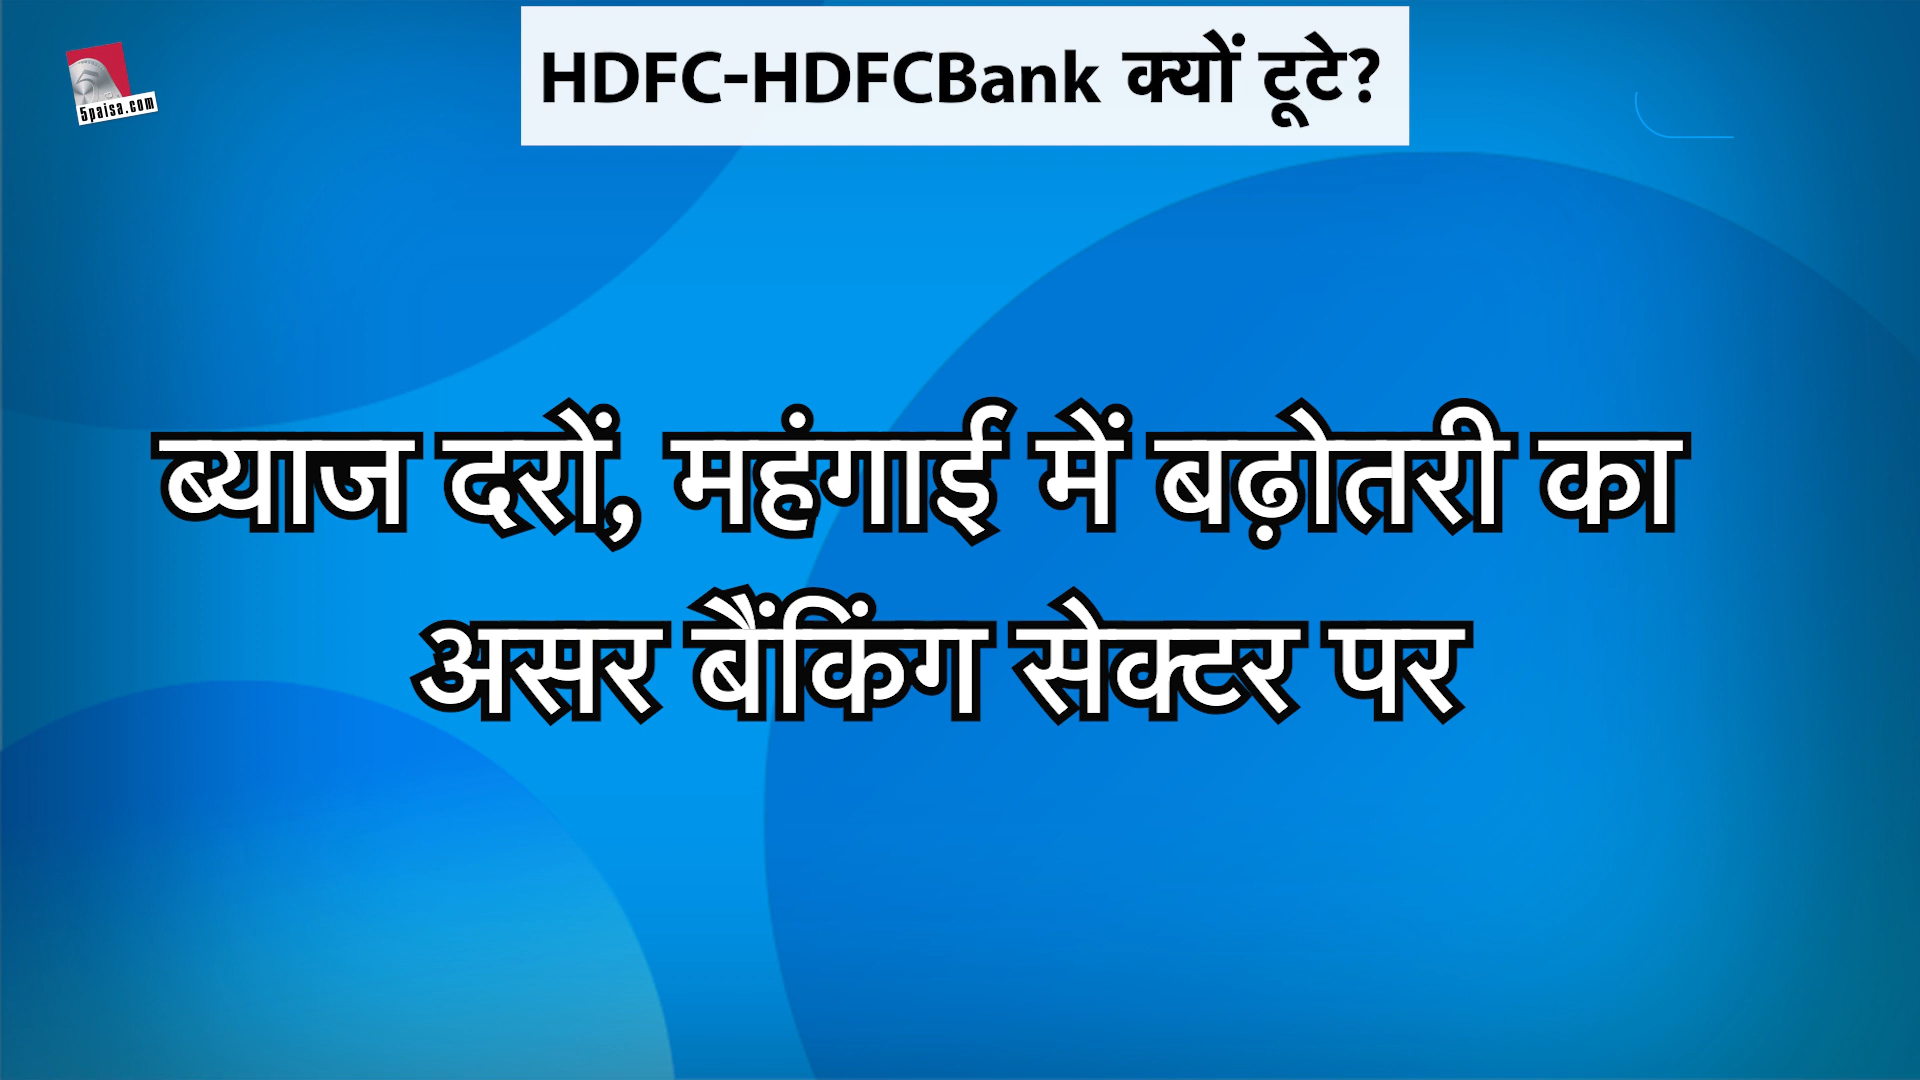 HDFC-HDFCBank क्यों टूटे?
5paisa.com
ब्याज दरों, महंगाई में बढ़ोतरी का
असर बैंकिंग सेक्टर पर